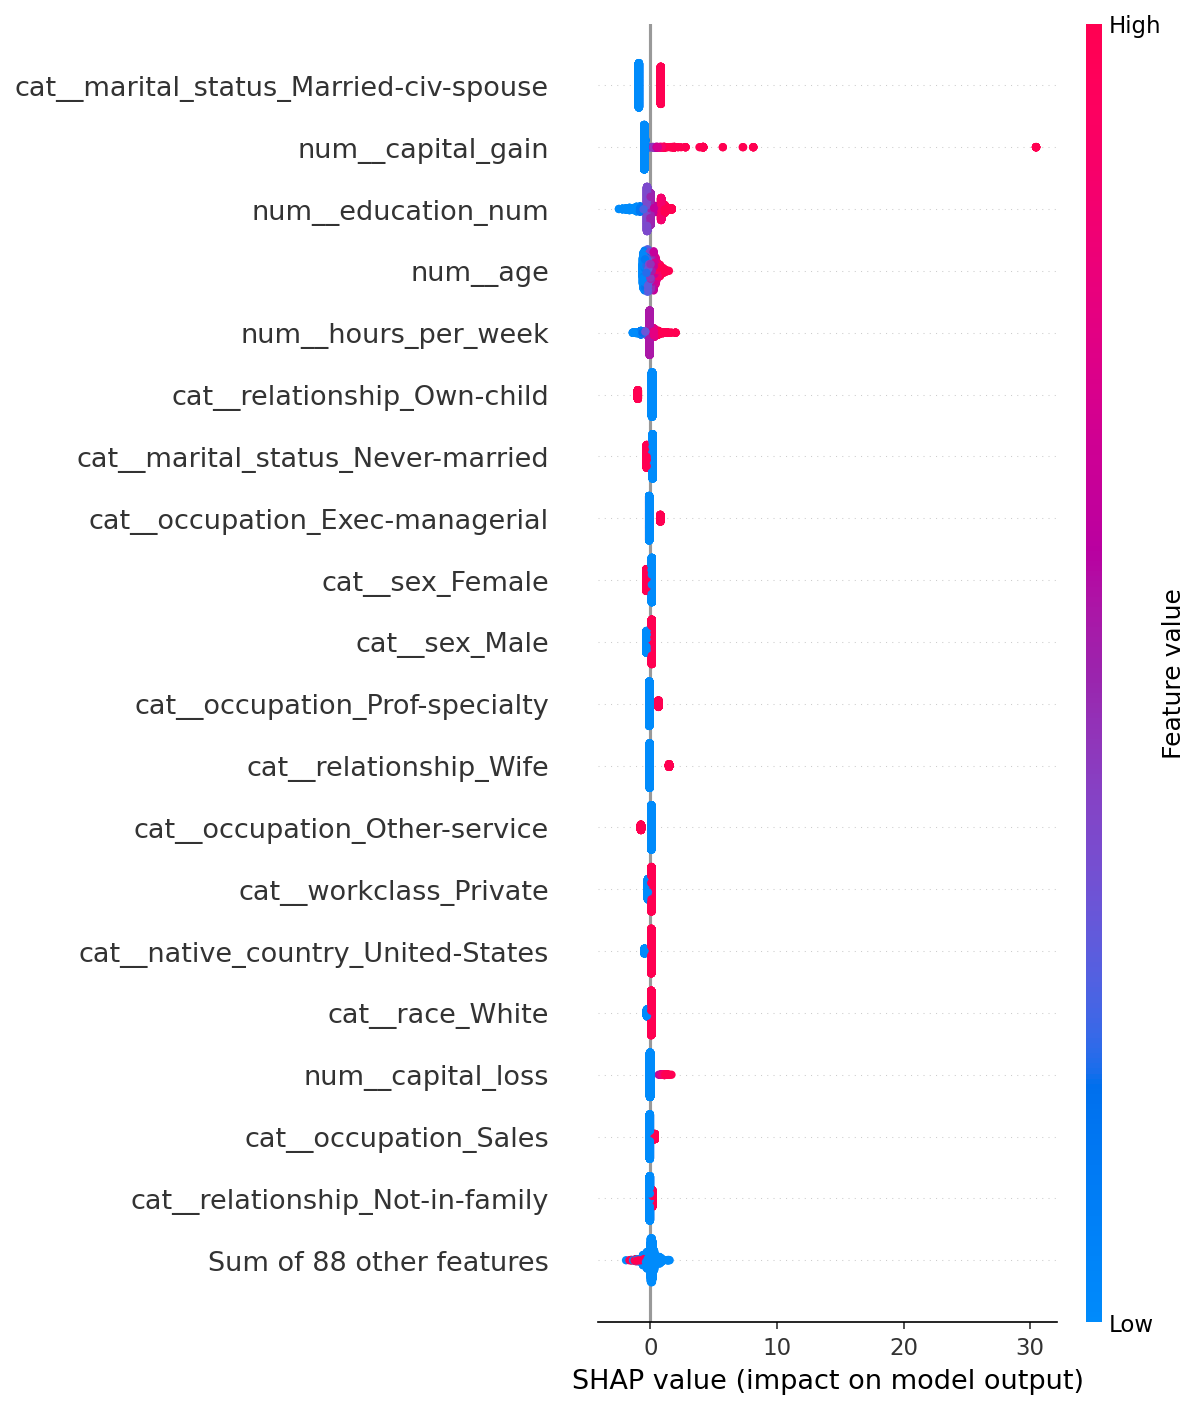 High
cat__marital_status_Married-civ-spouse
num__capital_gain
num__education_num
num__age
num__hours_per_week
cat__relationship_Own-child
cat__marital_status_Never-married
cat__occupation_Exec-managerial
cat__sex_Female
cat__sex_Male
cat__occupation_Prof-specialty
cat__relationship_Wife
cat__occupation_Other-service
cat__workclass_Private
cat__native_country_United-States
cat__race_White
num__capital_loss
cat__occupation_Sales
cat__relationship_Not-in-family
Sum of 88 other features
Feature value
Low
0 10 20 30
SHAP value (impact on model output)